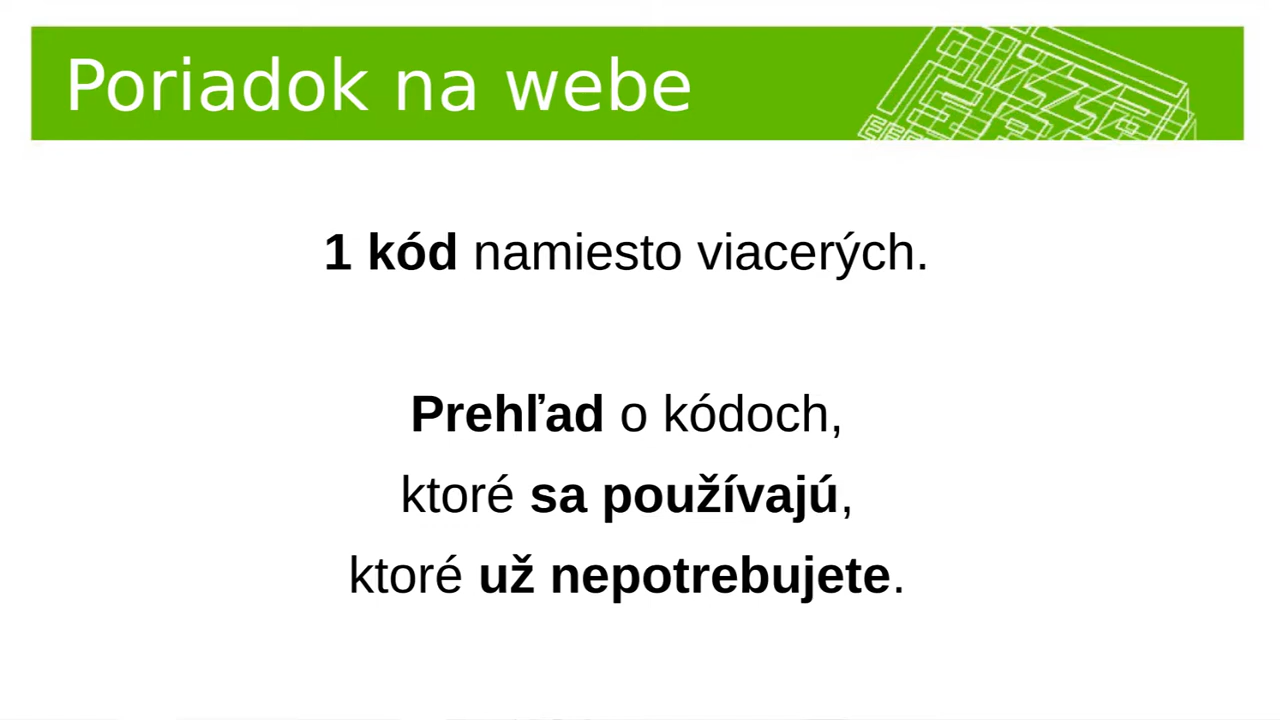 Poriadok na webe
1 kód namiesto viacerých.
Prehľad o kódoch,
ktoré sa používajú,
ktoré už nepotrebujete.